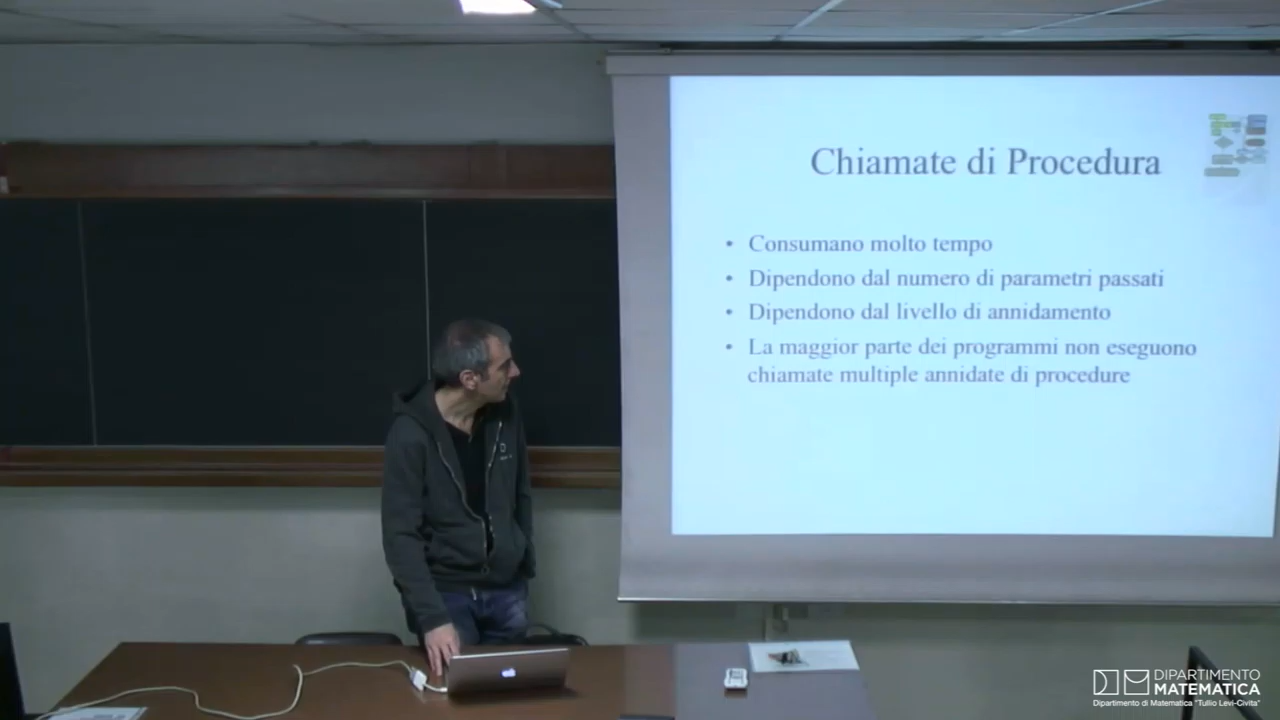 Chiamate di Procedura
• Consumano molto tempo
• Dipendono dal numero di parametri passati
• Dipendono dal livello di annidamento
• La maggior parte dei programmi non eseguono
chiamate multiple annidate di procedure
DIPARTIMENTO
MATEMATICA
Dipartimento di Matematica "Tullio Levi-Civita"